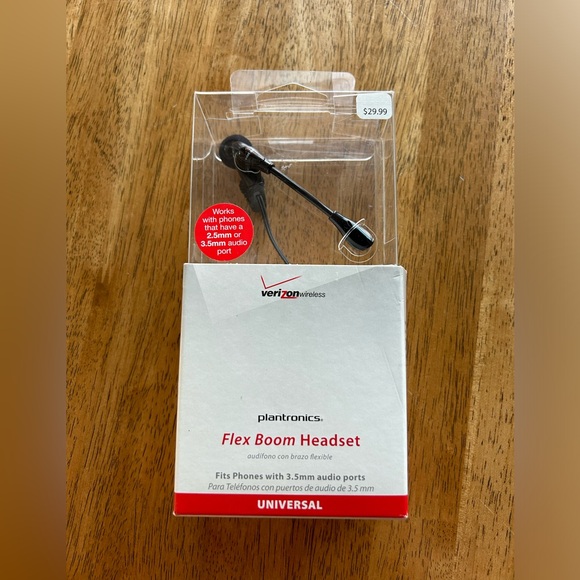 $29.99
Works
with phones
that have a
2.5mm or
3.5mm audio
port
verizonwireless
plantronics®
Flex Boom Headset
audífono con brazo flexible
Fits Phones with 3.5mm audio ports
Para Teléfonos con puertos de audio de 3.5 mm
UNIVERSAL